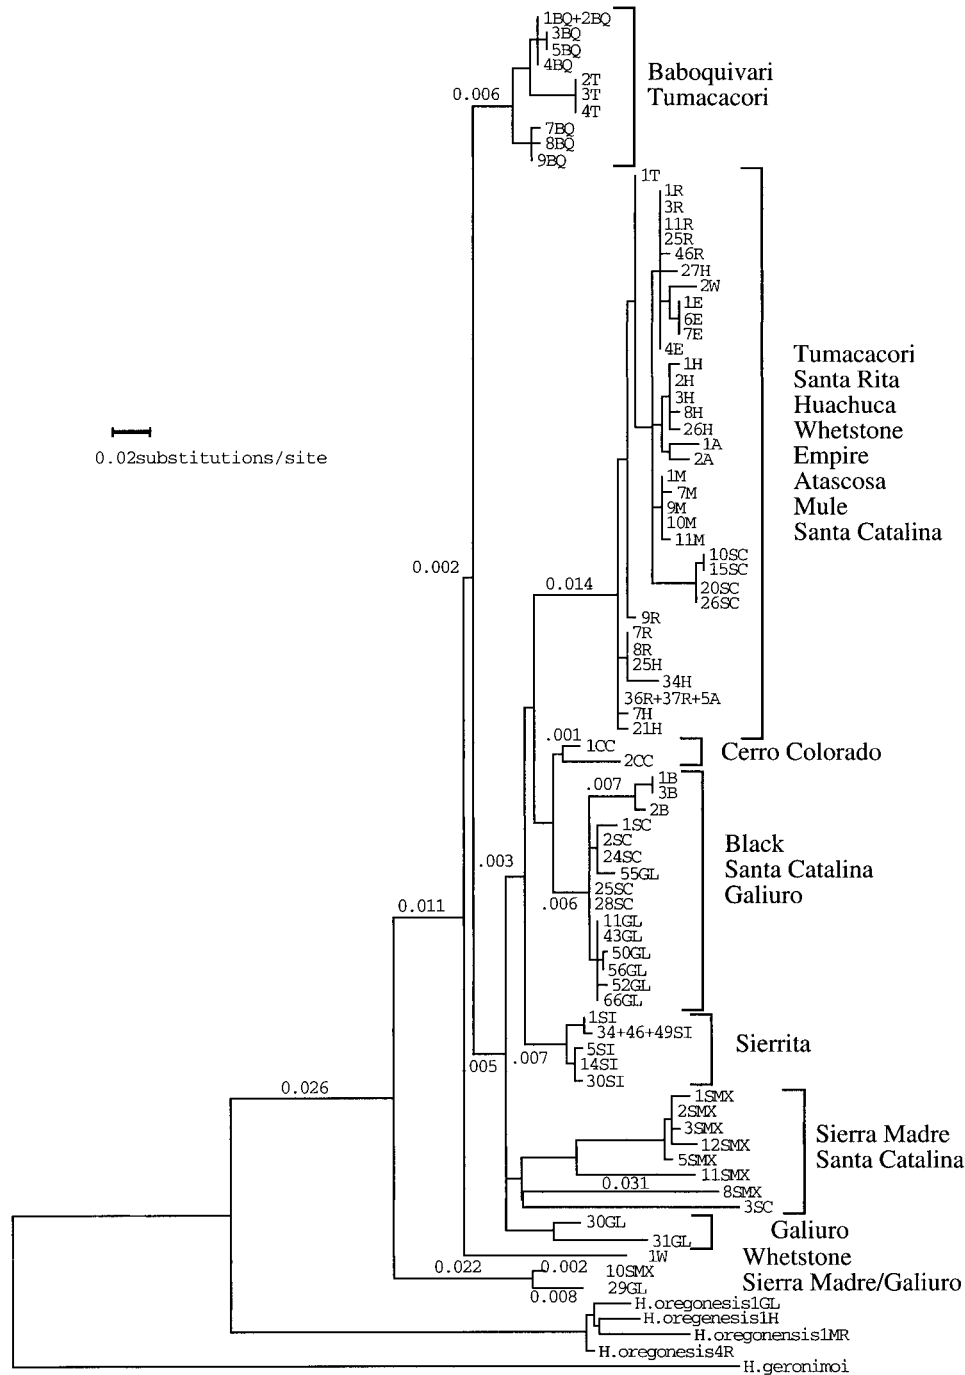 1BQ+2BQ
3BQ
5BQ
4BQ
2T
3T
4T
7BQ
8BQ
9BQ
0.006
Baboquivari
Tumacacori
1T
1R
3R
11R
25R
46R
27H
2W
1E
6E
7E
4E
1H
2H
3H
8H
26H
1A
2A
1M
7M
9M
10M
11M
10SC
15SC
20SC
26SC
9R
7R
8R
25H
34H
36R+37R+5A
7H
21H
Tumacacori
Santa Rita
Huachuca
Whetstone
Empire
Atascosa
Mule
Santa Catalina
0.02substitutions/site
0.002
0.014
.001
1CC
2CC
Cerro Colorado
.007
1B
3B
2B
1SC
2SC
24SC
55GL
25SC
28SC
11GL
43GL
50GL
56GL
52GL
66GL
.003
.006
Black
Santa Catalina
Galiuro
0.011
1SI
34+46+49SI
5SI
14SI
30SI
005
.007
Sierrita
0.026
1SMX
2SMX
3SMX
12SMX
5SMX
11SMX
0.031
8SMX
3SC
Sierra Madre
Santa Catalina
30GL
31GL
Galiuro
1W
Whetstone
0.022
0.002
10SMX
29GL
0.008
Sierra Madre/Galiuro
H.oregonesis1GL
H.oregenesis1H
H.oregonensis1MR
H.oregonesis4R
H.geronimoi